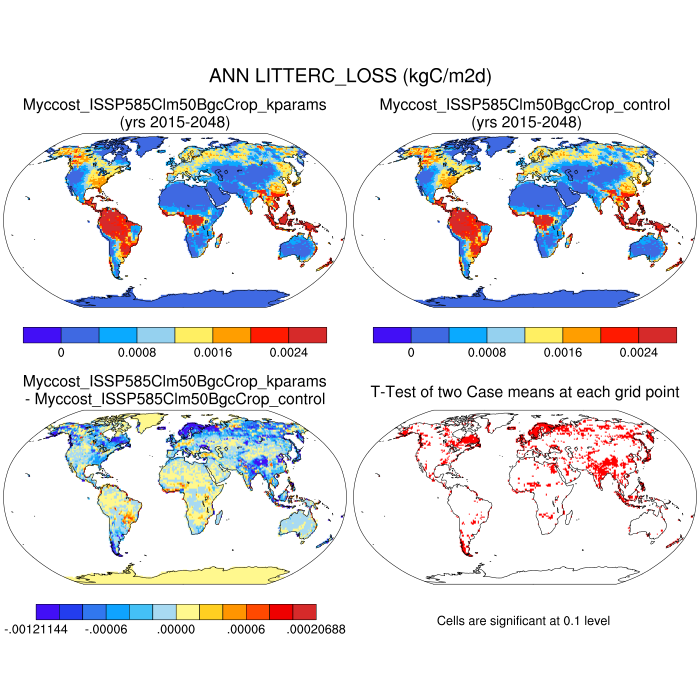 ANN LITTERC_LOSS (kgC/m2d)
Myccost_ISSP585Clm50BgcCrop_kparams
(yrs 2015-2048)
Myccost_ISSP585Clm50BgcCrop_control
(yrs 2015-2048)
0 0.0008 0.0016 0.0024
0 0.0008 0.0016 0.0024
Myccost_ISSP585Clm50BgcCrop_kparams
- Myccost_ISSP585Clm50BgcCrop_control
T-Test of two Case means at each grid point
-.00121144 -.00006 .00000 .00006 .00020688
Cells are significant at 0.1 level